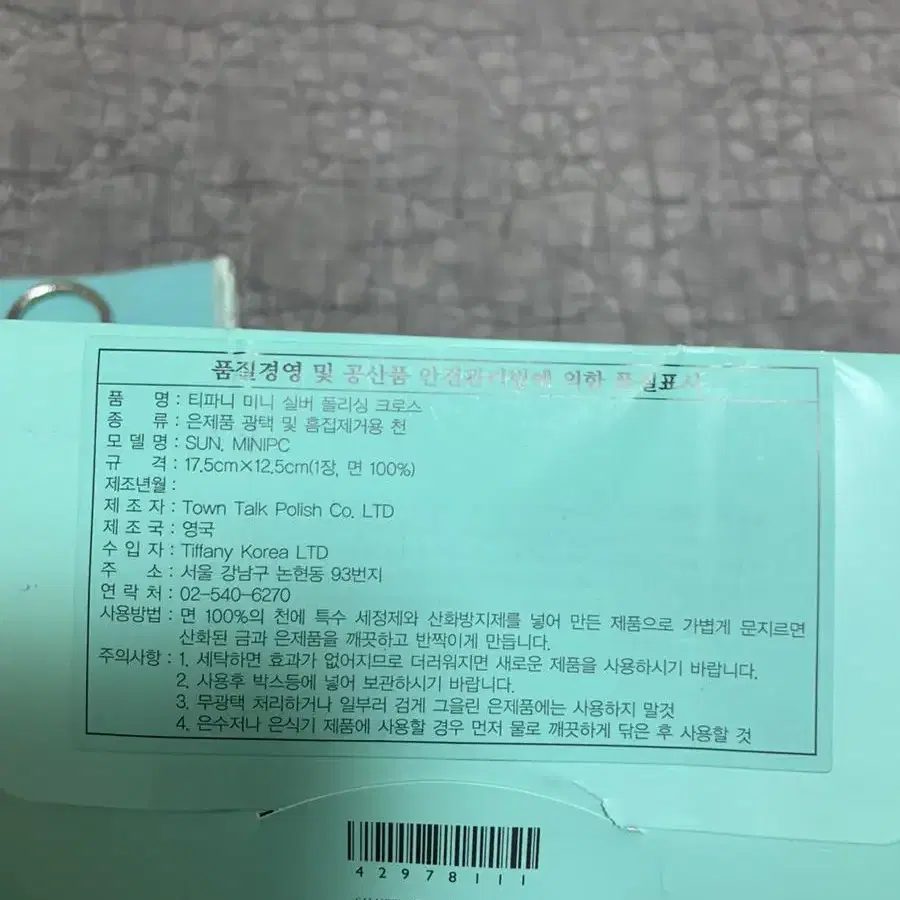 품질경영 및 공산품 안전관리법에 의한 품질표시
품 명 : 티파니 미니 실버 폴리싱 크로스
종 류 : 은제품 광택 및 흠집제거용 천
모 델 명 : SUN, MINIPC
규 격 : 17.5cm×12.5cm(1장, 면 100%)
제조년월 :
제 조 자 : Town Talk Polish Co. LTD
제 조 국 : 영국
수 입 자 : Tiffany Korea LTD
주 소 : 서울 강남구 논현동 93번지
연 락 처 : 02-540-6270
사용방법 : 면 100%의 천에 특수 세정제와 산화방지제를 넣어 만든 제품으로 가볍게 문지르면
산화된 금과 은제품을 깨끗하고 반짝이게 만듭니다.
주의사항 : 1. 세탁하면 효과가 없어지므로 더러워지면 새로운 제품을 사용하시기 바랍니다.
2. 사용후 박스등에 넣어 보관하시기 바랍니다.
3. 무광택 처리하거나 일부러 검게 그을린 은제품에는 사용하지 말것
4. 은수저나 은식기 제품에 사용할 경우 먼저 물로 깨끗하게 닦은 후 사용할 것
42978111